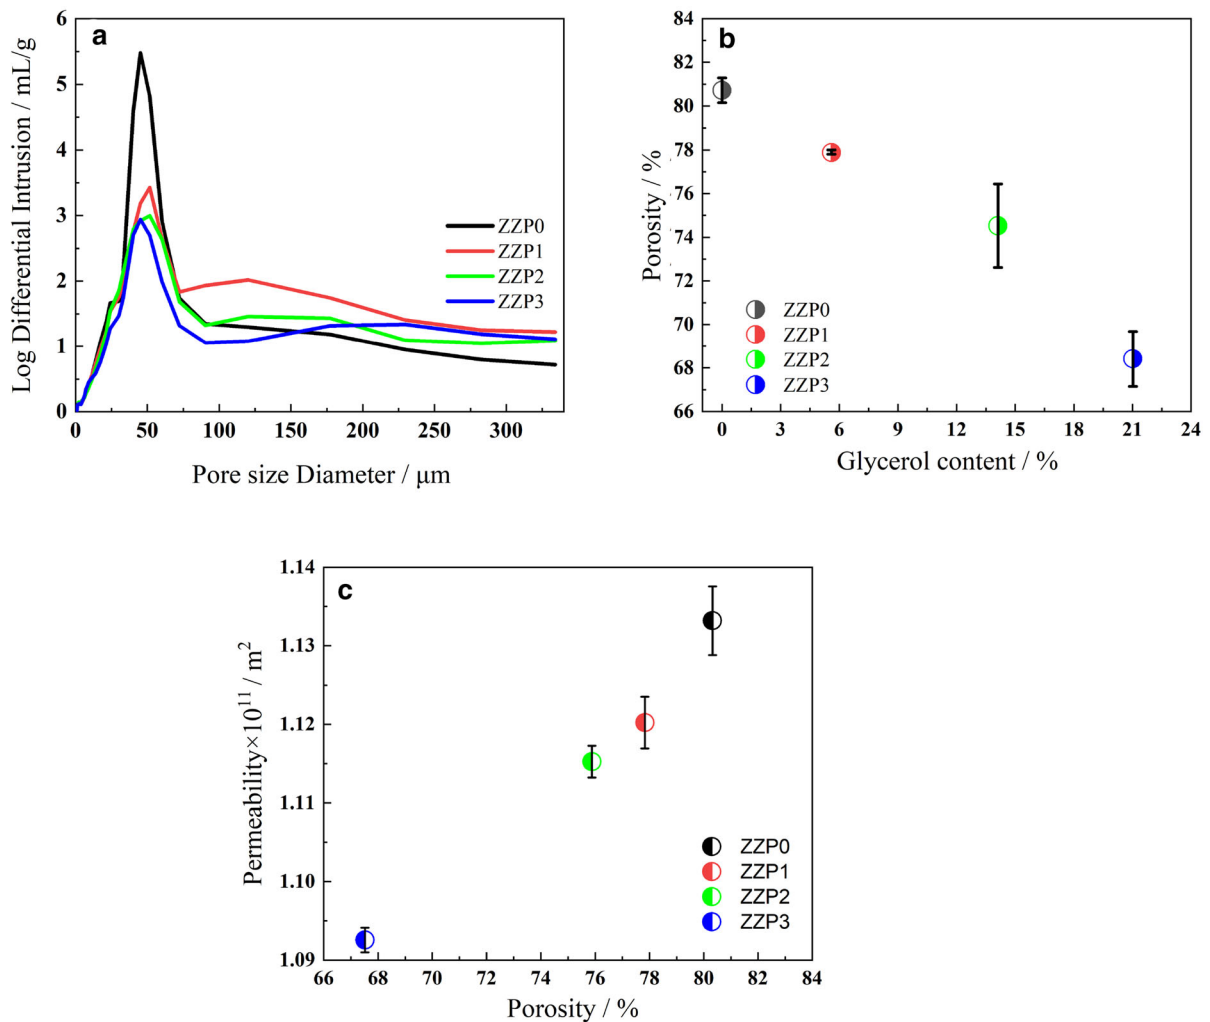 a
Log Differential Intrusion / mL/g
6
5
4
3
2
1
0
0 50 100 150 200 250 300
Pore size Diameter / μm
ZZP0
ZZP1
ZZP2
ZZP3
b
Porosity / %
84
82
80
78
76
74
72
70
68
66
0 3 6 9 12 15 18 21 24
Glycerol content / %
ZZP0
ZZP1
ZZP2
ZZP3
c
Permeability×10¹¹ / m²
1.14
1.13
1.12
1.11
1.10
1.09
66 68 70 72 74 76 78 80 82 84
Porosity / %
ZZP0
ZZP1
ZZP2
ZZP3